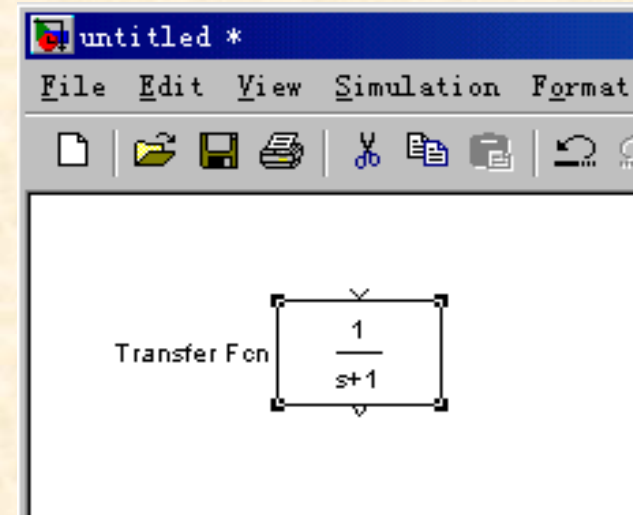 untitled *
File Edit View Simulation Format
Transfer Fcn
1
s+1